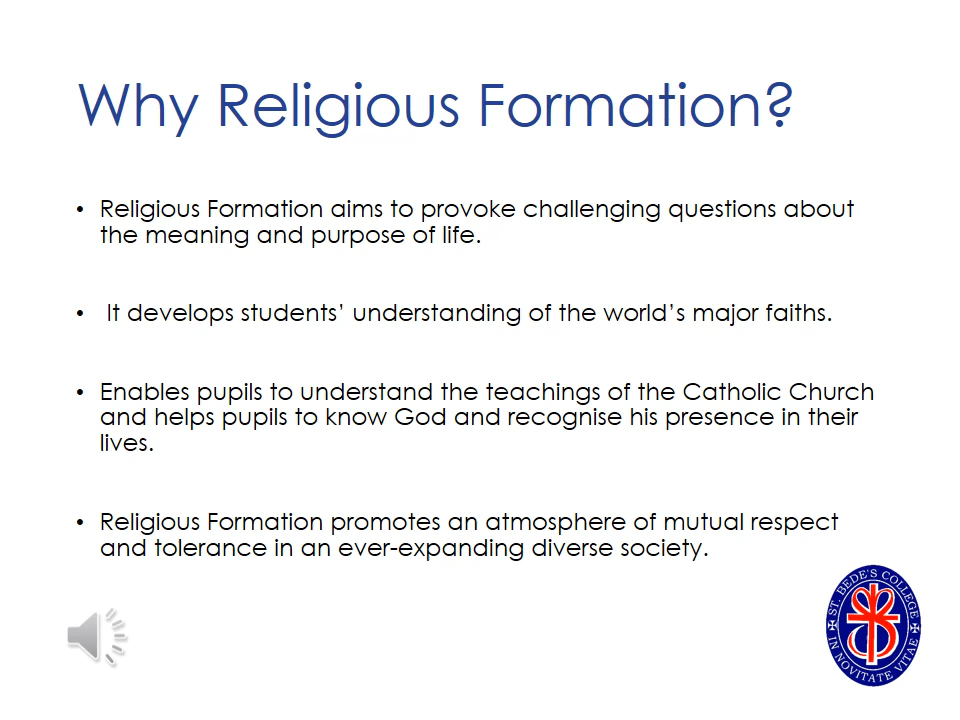 Why Religious Formation?
• Religious Formation aims to provoke challenging questions about
the meaning and purpose of life.
• It develops students’ understanding of the world’s major faiths.
• Enables pupils to understand the teachings of the Catholic Church
and helps pupils to know God and recognise his presence in their
lives.
• Religious Formation promotes an atmosphere of mutual respect
and tolerance in an ever-expanding diverse society.
ST. BEDE'S COLLEGE
IN NOVITATE VITAE